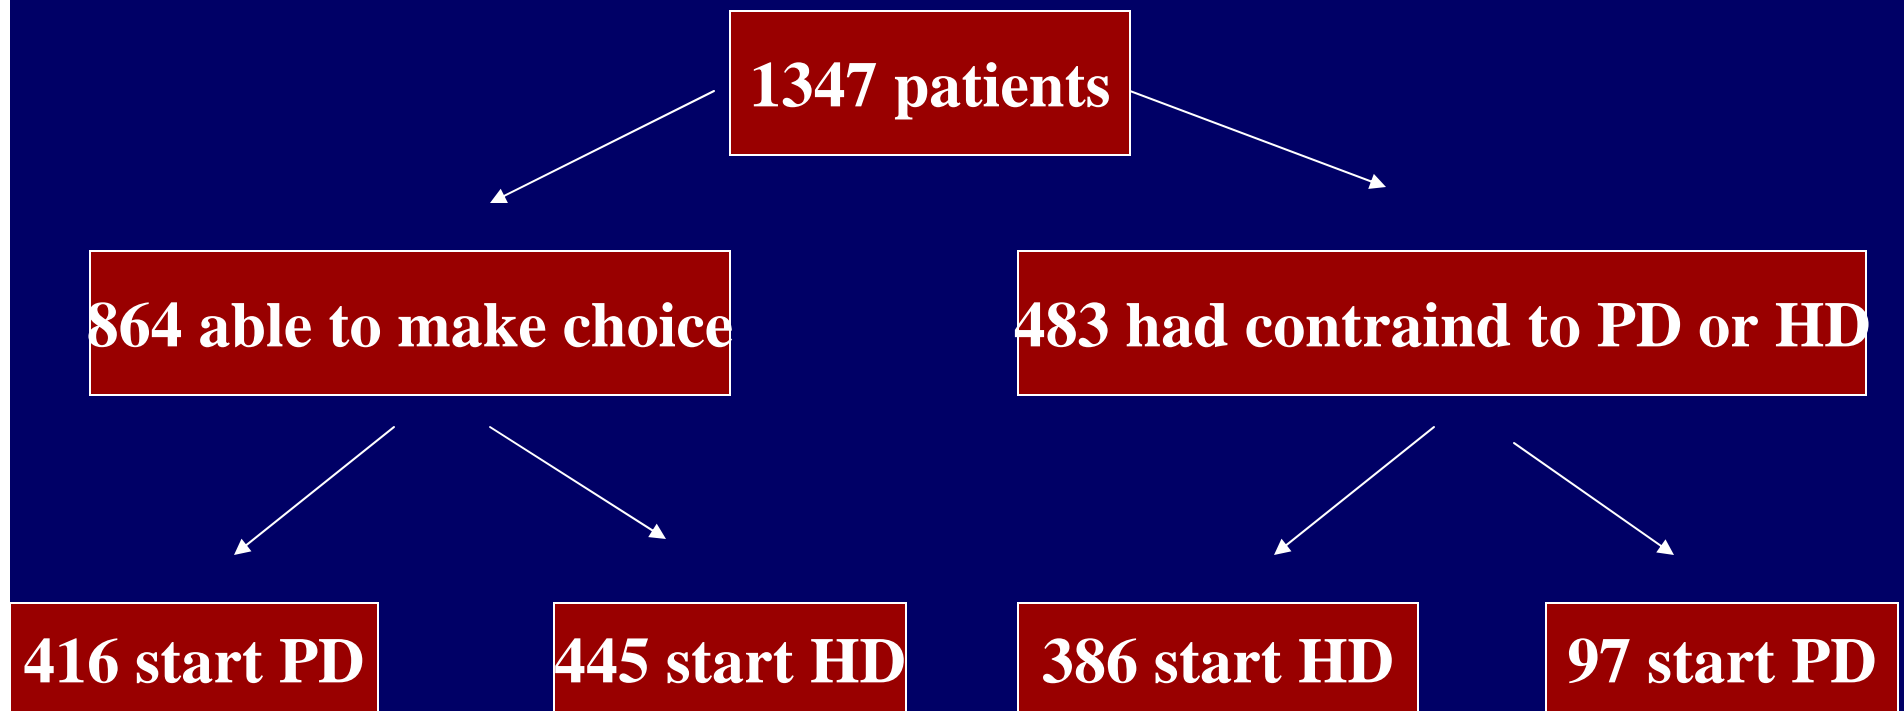 1347 patients
864 able to make choice
483 had contraind to PD or HD
416 start PD
445 start HD
386 start HD
97 start PD